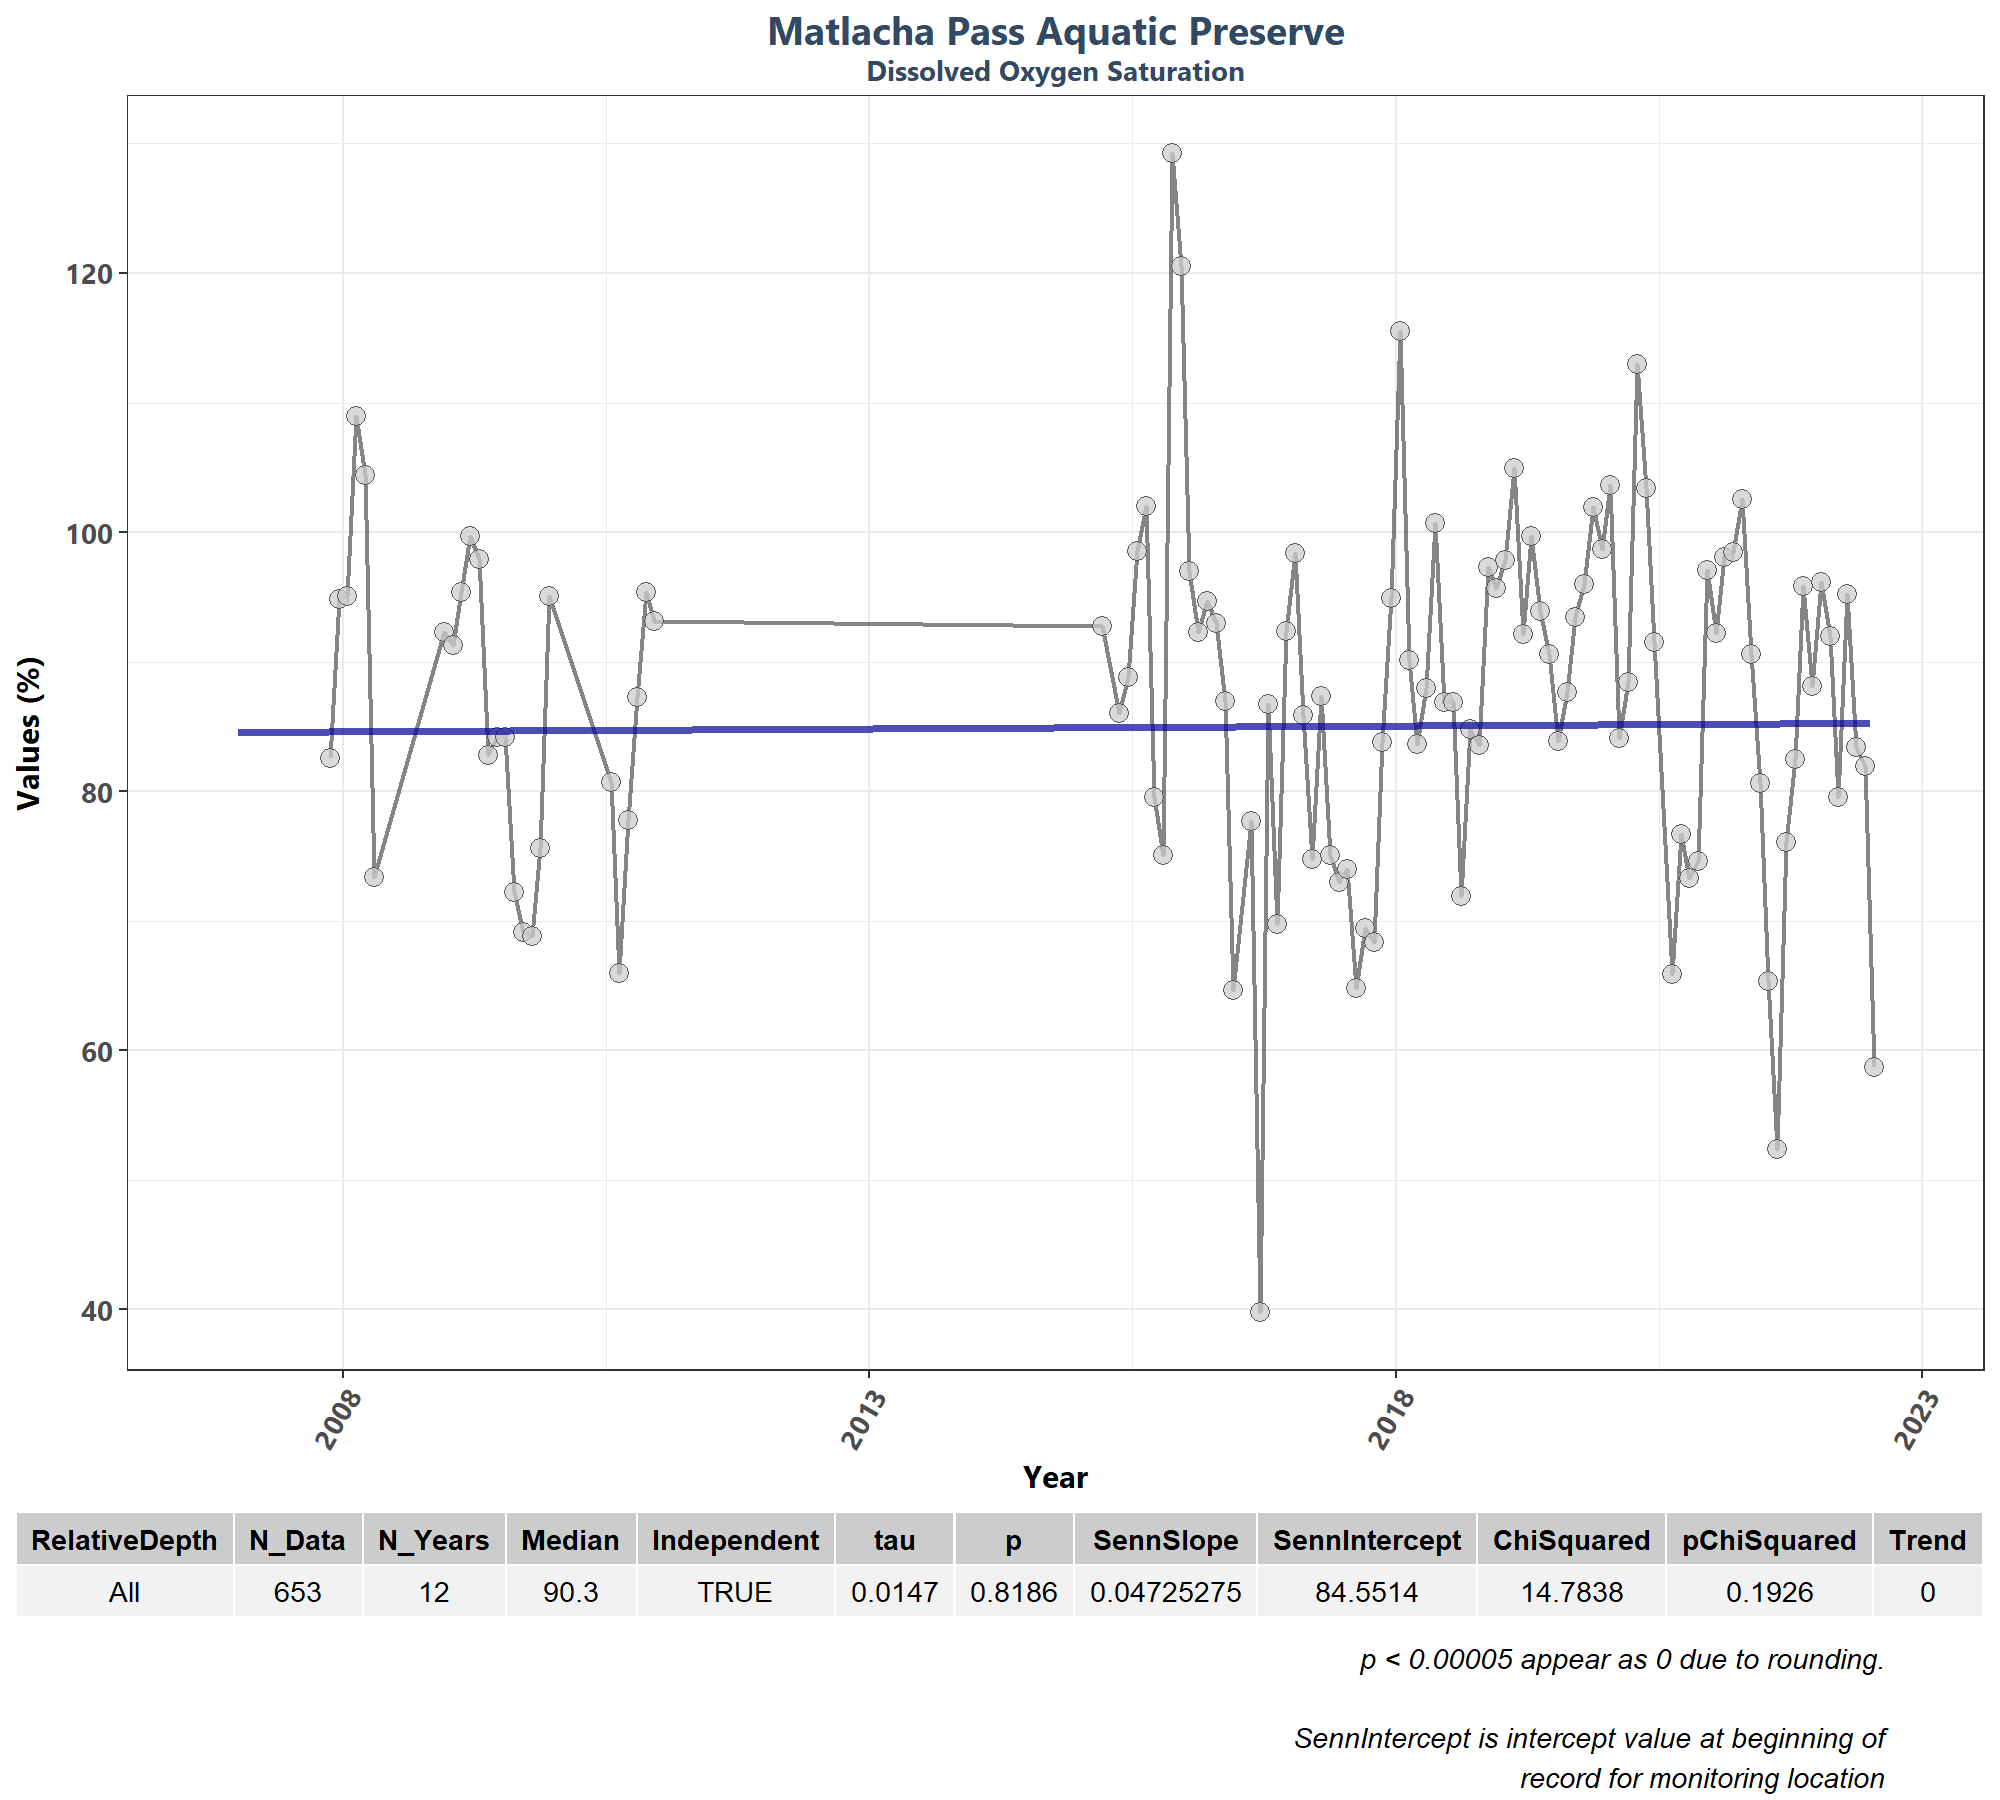 Matlacha Pass Aquatic Preserve
Dissolved Oxygen Saturation
Values (%)
120
100
80
60
40
2008 2013 2018 2023
Year
RelativeDepth N_Data N_Years Median Independent tau p SennSlope SennIntercept ChiSquared pChiSquared Trend
All 653 12 90.3 TRUE 0.0147 0.8186 0.04725275 84.5514 14.7838 0.1926 0
p < 0.00005 appear as 0 due to rounding.
SennIntercept is intercept value at beginning of
record for monitoring location